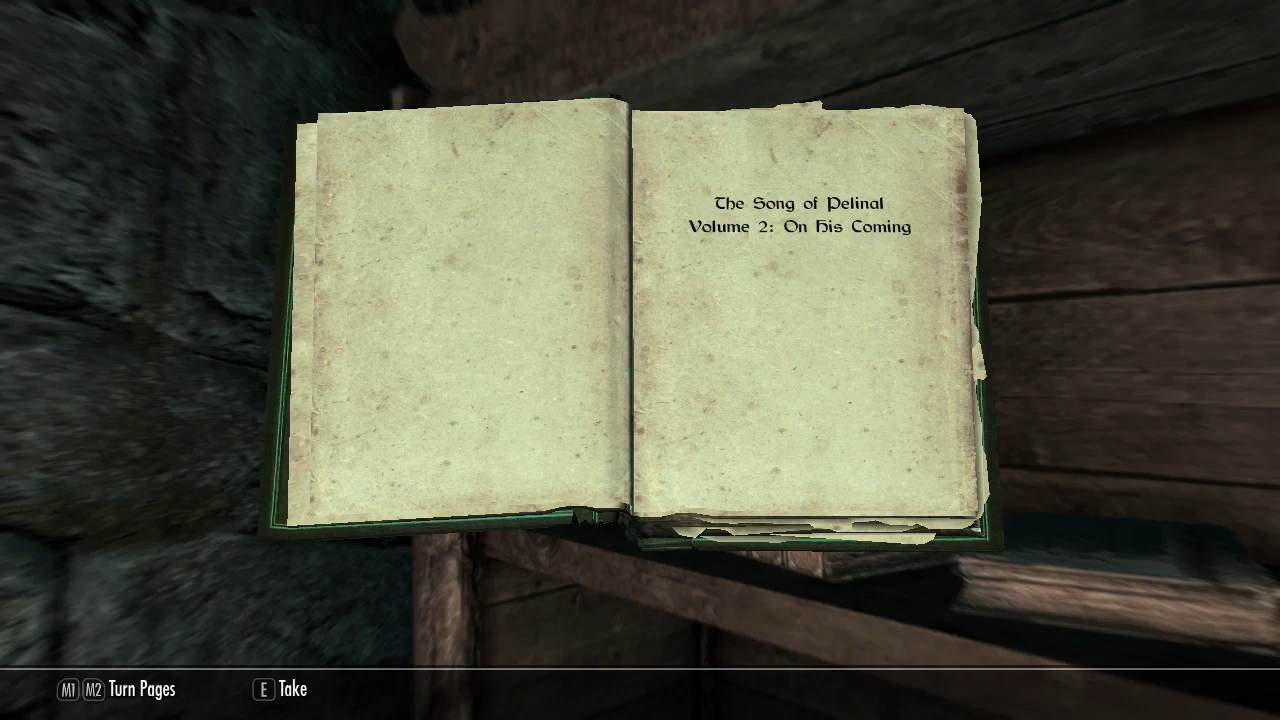 The Song of Pelinal
Volume 2: On His Coming
M1 M2 Turn Pages
E Take